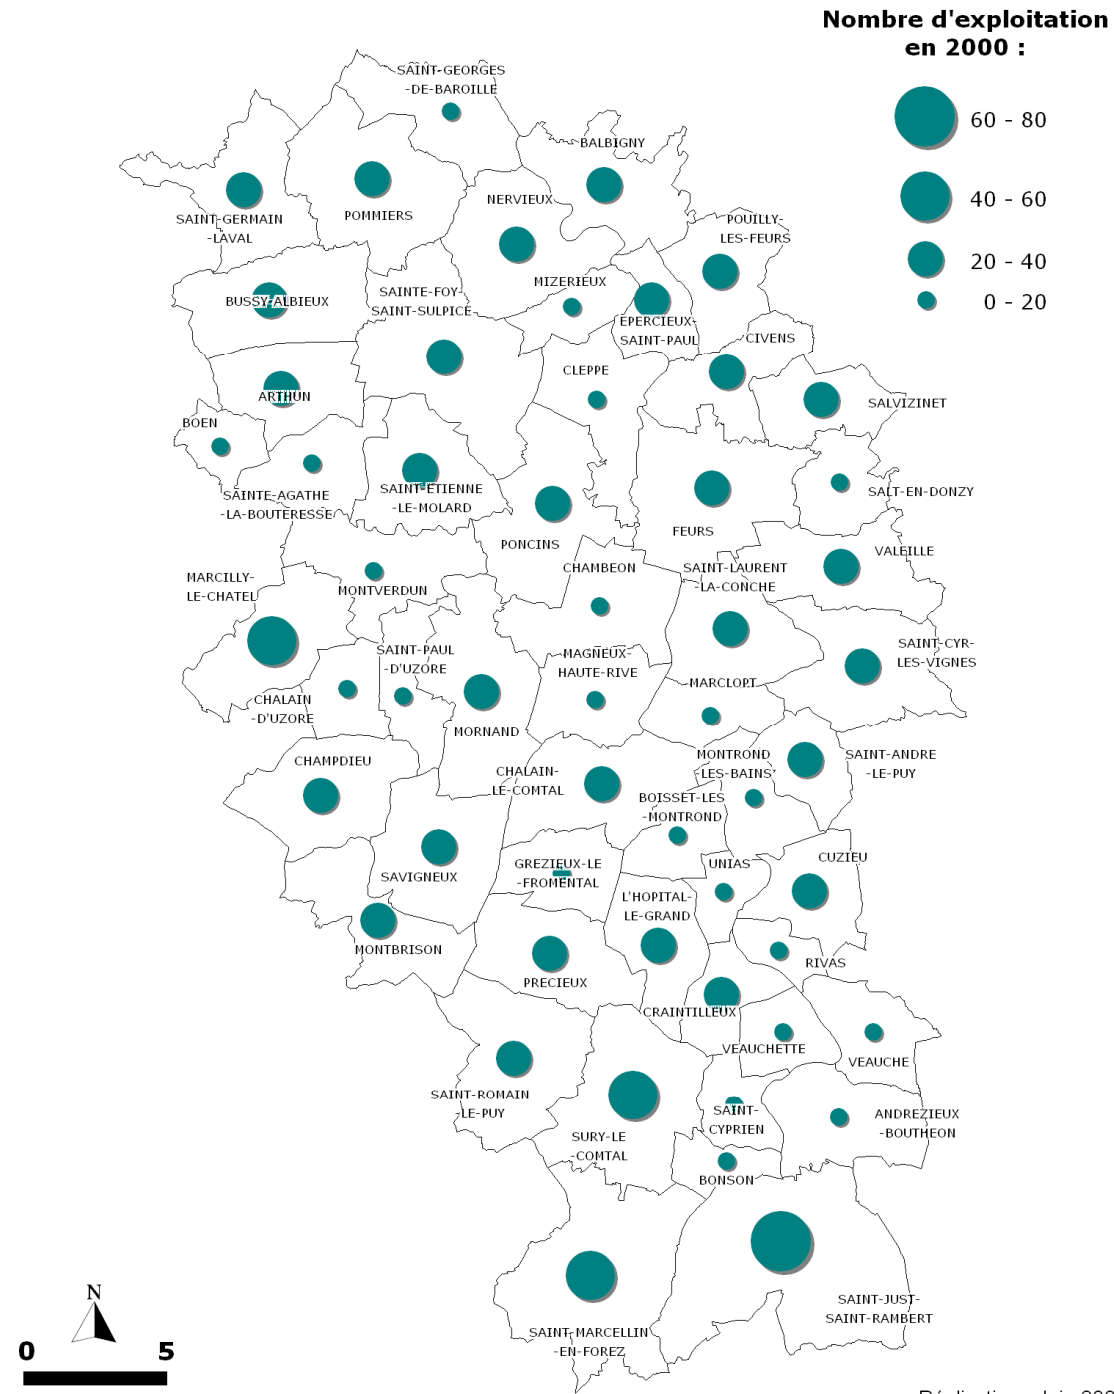 Nombre d'exploitation
en 2000 :
60 - 80
40 - 60
20 - 40
0 - 20
SAINT-GEORGES
-DE-BAROILLE
BALBIGNY
NERVIEUX
SAINT-GERMAIN
-LAVAL
POMMIERS
POUILLY-
LES-FEURS
MIZERIEUX
BUSSY-ALBIEUX
SAINTE-FOY-
SAINT-SULPICE
EPERCIEUX-
SAINT-PAUL
CIVENS
CLEPPE
ARTHUN
SALVIZINET
BOEN
SAINTE-AGATHE
-LA-BOUTERESSE
SAINT-ETIENNE
-LE-MOLARD
SALT-EN-DONZY
PONCINS
FEURS
VALEILLE
CHAMBEON
SAINT-LAURENT
-LA-CONCHE
MARCILLY-
LE-CHATEL
MONTVERDUN
SAINT-PAUL
-D'UZORE
MAGNEUX-
HAUTE-RIVE
SAINT-CYR-
LES-VIGNES
MARCLOPT
CHALAIN
-D'UZORE
MORNAND
CHAMPDIEU
CHALAIN-
LE-COMTAL
MONTROND
-LES-BAINS
SAINT-ANDRE
-LE-PUY
BOISSET-LES
-MONTROND
SAVIGNEUX
GREZIEUX-LE
-FROMENTAL
UNIAS
CUZIEU
L'HOPITAL-
LE-GRAND
MONTBRISON
RIVAS
PRECIEUX
CRAINTILLEUX
VEAUCHETTE
VEAUCHE
SAINT-ROMAIN
-LE-PUY
SAINT-
CYPRIEN
ANDREZIEUX
-BOUTHEON
SURY-LE
-COMTAL
BONSON
SAINT-JUST-
SAINT-RAMBERT
SAINT-MARCELLIN
-EN-FOREZ
N
0 5